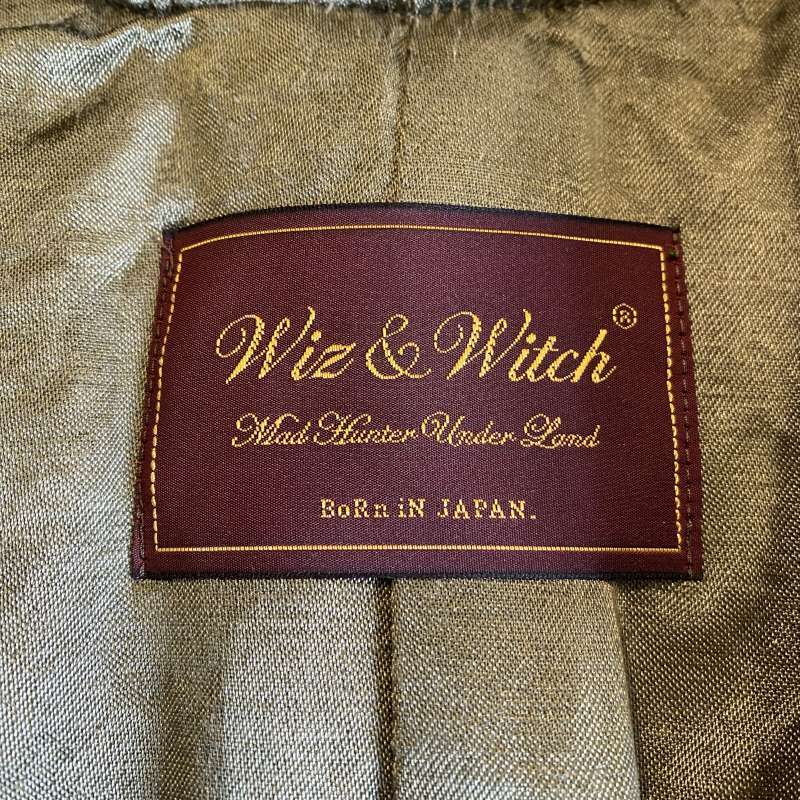 Wiz & Witch®
Mad Hunter Under Land
BoRn iN JAPAN.